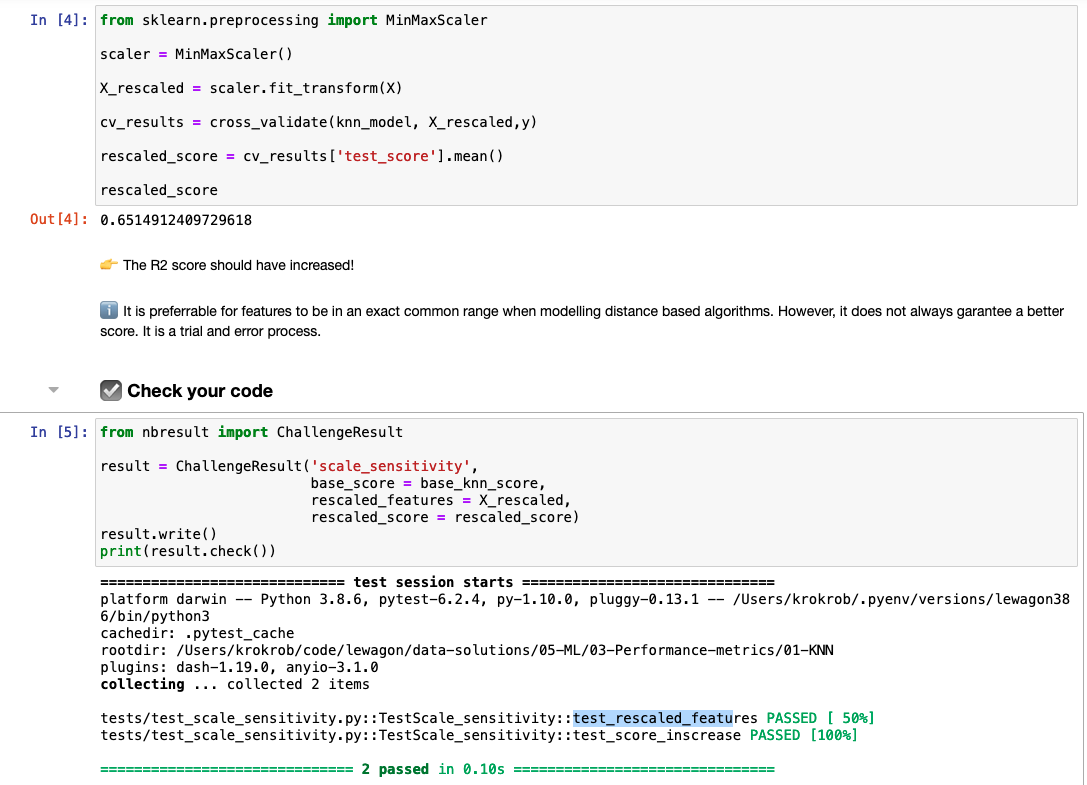 In [4]: from sklearn.preprocessing import MinMaxScaler
scaler = MinMaxScaler()
X_rescaled = scaler.fit_transform(X)
cv_results = cross_validate(knn_model, X_rescaled,y)
rescaled_score = cv_results['test_score'].mean()
rescaled_score
Out[4]: 0.6514912409729618
👉 The R2 score should have increased!
ℹ️ It is preferrable for features to be in an exact common range when modelling distance based algorithms. However, it does not always garantee a better
score. It is a trial and error process.
Check your code
In [5]: from nbresult import ChallengeResult
result = ChallengeResult('scale_sensitivity',
base_score = base_knn_score,
rescaled_features = X_rescaled,
rescaled_score = rescaled_score)
result.write()
print(result.check())
============================= test session starts ==============================
platform darwin -- Python 3.8.6, pytest-6.2.4, py-1.10.0, pluggy-0.13.1 -- /Users/krokrob/.pyenv/versions/lewagon38
6/bin/python3
cachedir: .pytest_cache
rootdir: /Users/krokrob/code/lewagon/data-solutions/05-ML/03-Performance-metrics/01-KNN
plugins: dash-1.19.0, anyio-3.1.0
collecting ... collected 2 items
tests/test_scale_sensitivity.py::TestScale_sensitivity::test_rescaled_features PASSED [ 50%]
tests/test_scale_sensitivity.py::TestScale_sensitivity::test_score_inscrease PASSED [100%]
============================== 2 passed in 0.10s ===============================